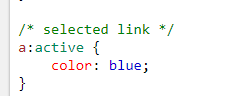 /* selected link */
a:active {
    color: blue;
}